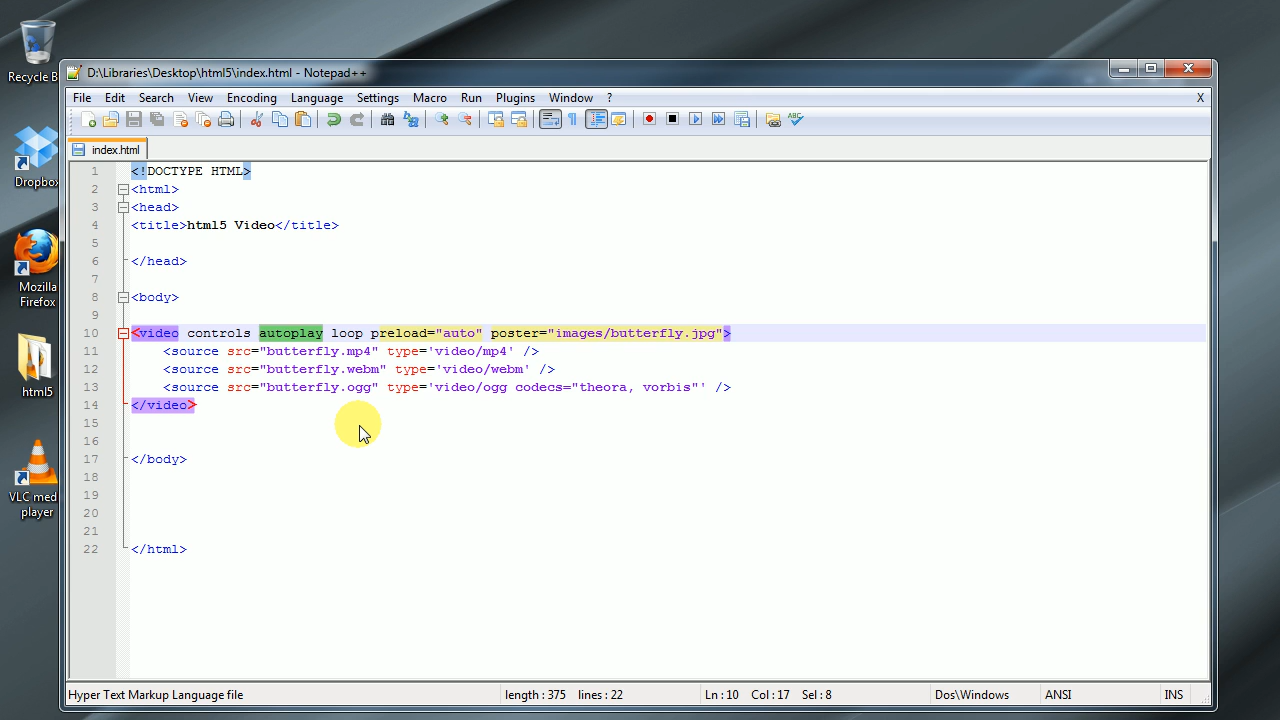 Recycle B
Dropbox
Mozilla
Firefox
html5
VLC med
player
D:\Libraries\Desktop\html5\index.html - Notepad++
File Edit Search View Encoding Language Settings Macro Run Plugins Window ? X
index.html
1 <!DOCTYPE HTML>
2 <html>
3 <head>
4 <title>html5 Video</title>
5
6 </head>
7
8 <body>
9
10 <video controls autoplay loop preload="auto" poster="images/butterfly.jpg">
11 <source src="butterfly.mp4" type='video/mp4' />
12 <source src="butterfly.webm" type='video/webm' />
13 <source src="butterfly.ogg" type='video/ogg codecs="theora, vorbis"' />
14 </video>
15
16
17 </body>
18
19
20
21
22 </html>
Hyper Text Markup Language file length : 375 lines : 22 Ln : 10 Col : 17 Sel : 8 Dos\Windows ANSI INS